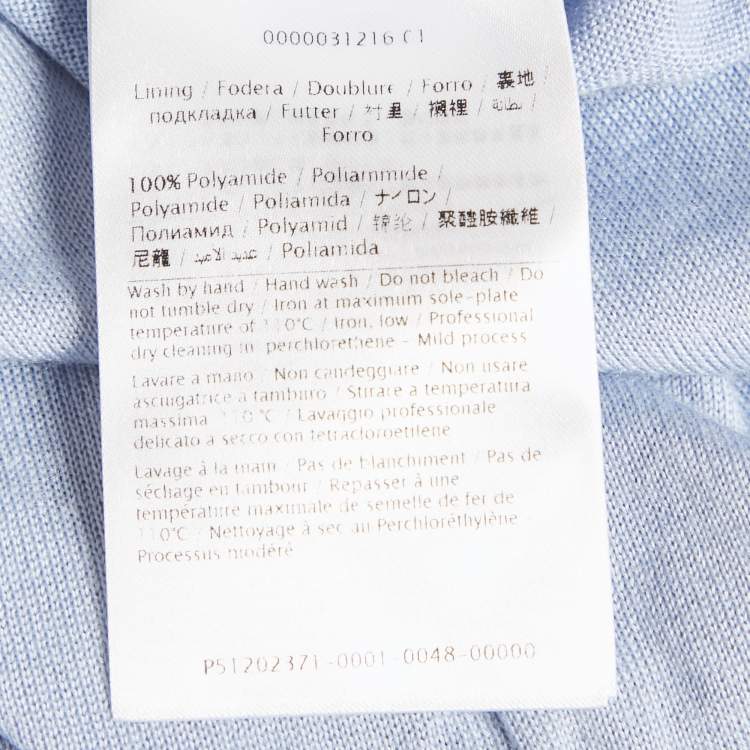 0000031216 C1
Lining / Fodera / Doublure / Forro / 裏地 /
подкладка / Futter / 衬里 / 襯裡 / بطانة /
Forro
100% Polyamide / Poliammide /
Polyamide / Poliamida / ナイロン /
Полиамид / Polyamid / 锦纶 / 聚醯胺纖維 /
尼龍 / / Poliamida
Wash by hand / Hand wash / Do not bleach / Do
not tumble dry / Iron at maximum sole-plate
temperature of 110°C / Iron, low / Professional
dry cleaning in perchlorethene - Mild process
Lavare a mano / Non candeggiare / Non usare
asciugatrice a tamburo / Stirare a temperatura
massima 110 °C / Lavaggio professionale
delicato a secco con tetracloroetilene
Lavage à la main / Pas de blanchiment / Pas de
séchage en tambour / Repasser à une
température maximale de semelle de fer de
110°C / Nettoyage à sec au Perchloréthylène
Processus modéré
P51202371-0001-0048-00000